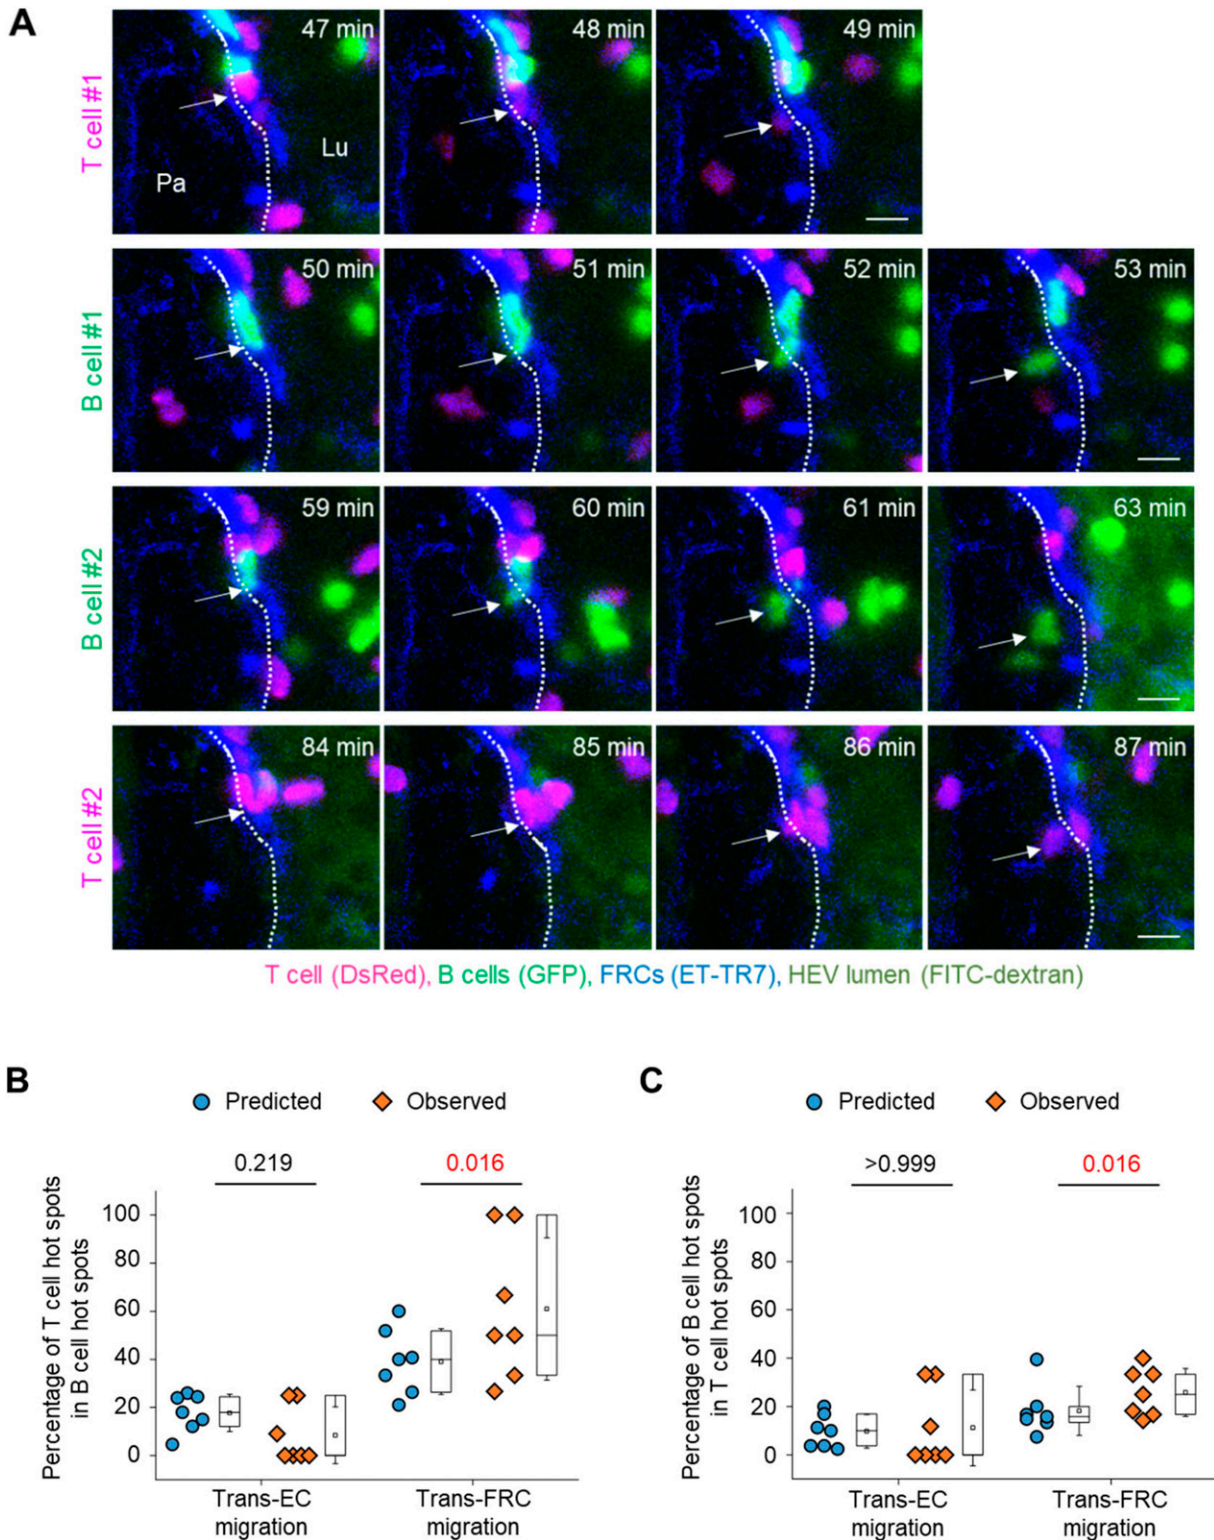 A
T cell #1
47 min
48 min
49 min
Pa
Lu
B cell #1
50 min
51 min
52 min
53 min
B cell #2
59 min
60 min
61 min
63 min
T cell #2
84 min
85 min
86 min
87 min
T cell (DsRed), B cells (GFP), FRCs (ET-TR7), HEV lumen (FITC-dextran)
B
Predicted
Observed
0.219
0.016
Percentage of T cell hot spots
in B cell hot spots
100
80
60
40
20
0
Trans-EC
migration
Trans-FRC
migration
C
Predicted
Observed
>0.999
0.016
Percentage of B cell hot spots
in T cell hot spots
100
80
60
40
20
0
Trans-EC
migration
Trans-FRC
migration